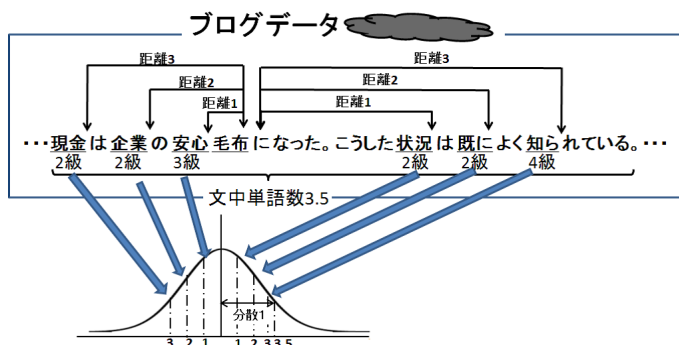 ブログデータ
距離3 距離3
距離2 距離2
距離1 距離1
・・・現金は企業の安心毛布になった。こうした状況は既によく知られている。・・・
2級 2級 3級 2級 2級 4級
文中単語数3.5
分散1
3 2 1 1 2 3 3.5